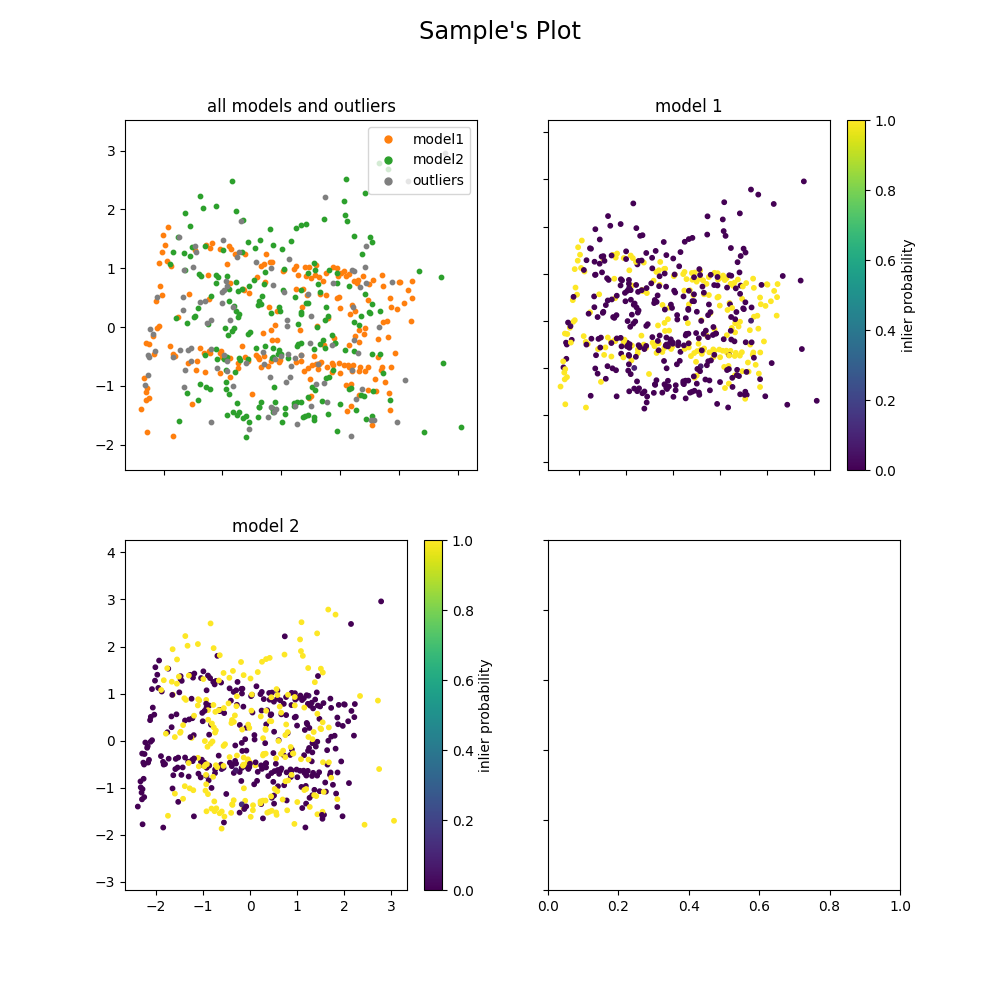 Sample's Plot
all models and outliers
model1
model2
outliers
3
2
1
0
−1
−2
model 1
1.0
0.8
0.6
0.4
0.2
0.0
inlier probability
model 2
4
3
2
1
0
−1
−2
−3
−2 −1 0 1 2 3
1.0
0.8
0.6
0.4
0.2
0.0
inlier probability
0.0 0.2 0.4 0.6 0.8 1.0